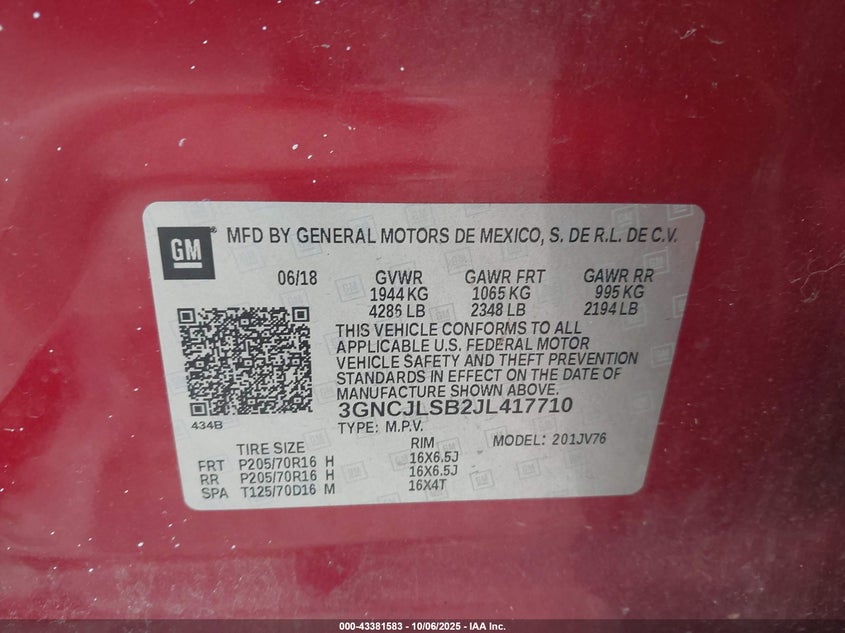 GM
MFD BY GENERAL MOTORS DE MEXICO, S. DE R.L. DE C.V.
06/18 GVWR GAWR FRT GAWR RR
1944 KG 1065 KG 995 KG
4286 LB 2348 LB 2194 LB
THIS VEHICLE CONFORMS TO ALL
APPLICABLE U.S. FEDERAL MOTOR
VEHICLE SAFETY AND THEFT PREVENTION
STANDARDS IN EFFECT ON THE DATE OF
MANUFACTURE SHOWN ABOVE.
434B
3GNCJLSB2JL417710
TYPE: M.P.V. MODEL: 201JV76
TIRE SIZE RIM
FRT P205/70R16 H 16X6.5J
RR P205/70R16 H 16X6.5J
SPA T125/70D16 M 16X4T
000-43381583 - 10/06/2025 - IAA Inc.